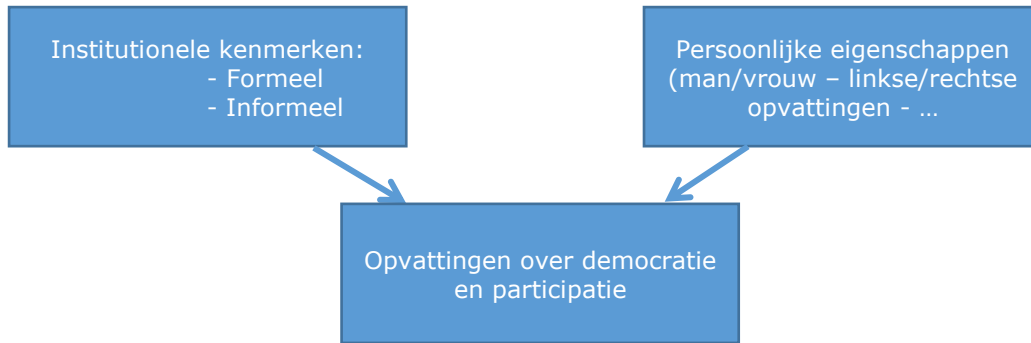 Institutionele kenmerken:
- Formeel
- Informeel
Persoonlijke eigenschappen
(man/vrouw – linkse/rechtse
opvattingen - …
Opvattingen over democratie
en participatie